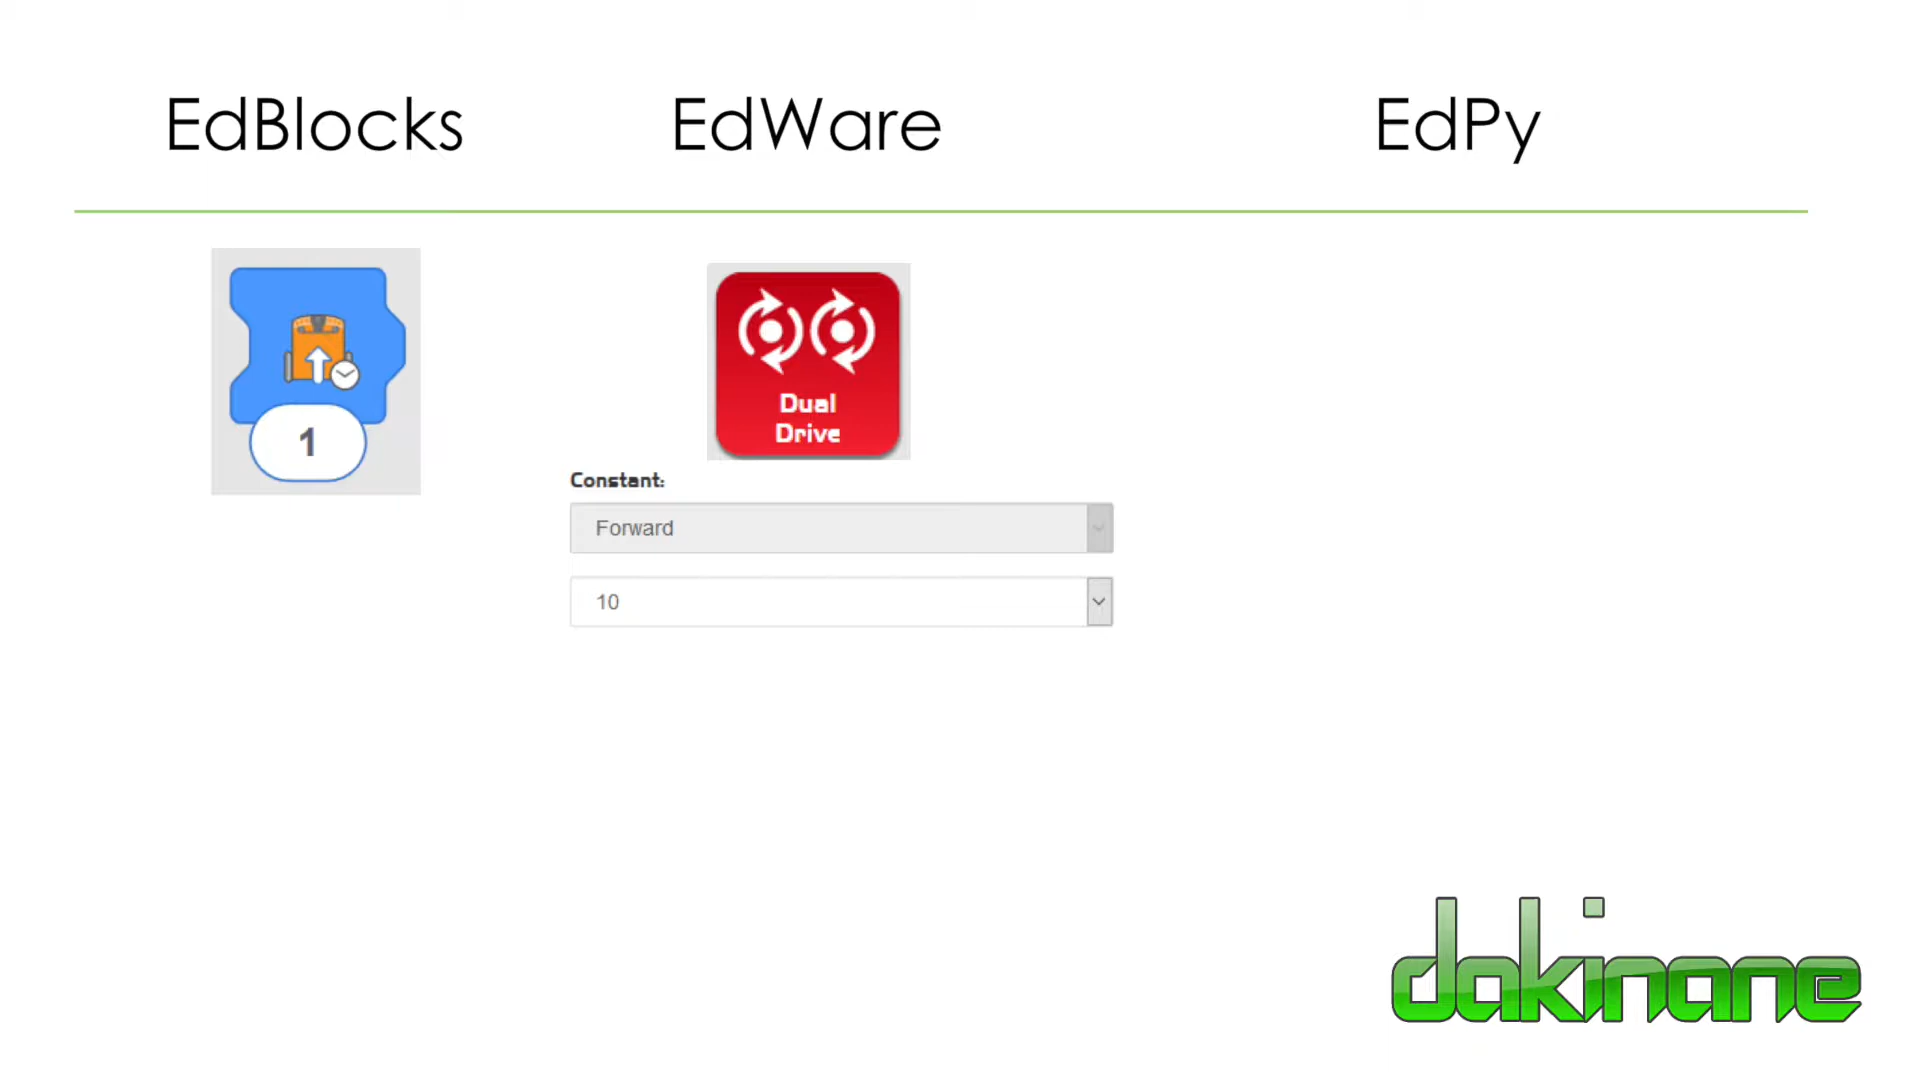 EdBlocks EdWare EdPy
1
Dual
Drive
Constant:
Forward
10
dakinane